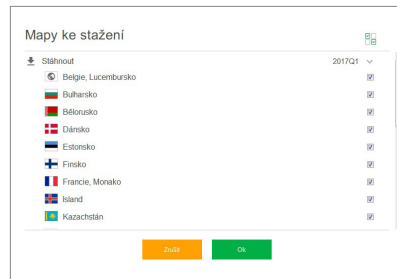 Mapy ke stažení
Stáhnout 2017Q1
Belgie, Lucembursko
Bulharsko
Bělorusko
Dánsko
Estonsko
Finsko
Francie, Monako
Island
Kazachstán
Zrušit Ok